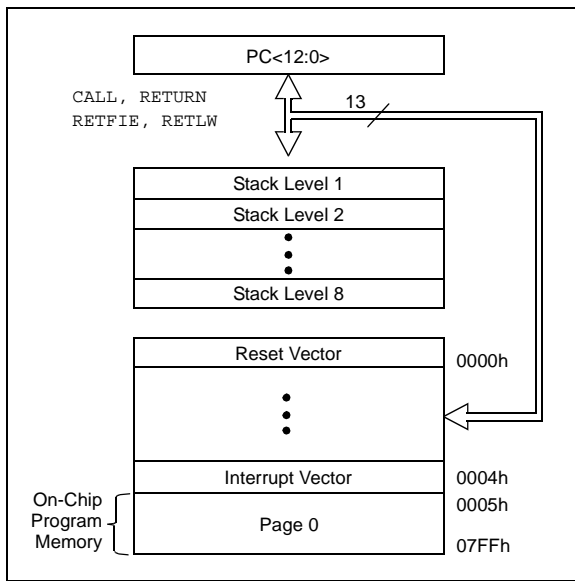 PC<12:0>
CALL, RETURN
RETFIE, RETLW
13
Stack Level 1
Stack Level 2
Stack Level 8
Reset Vector
0000h
Interrupt Vector
0004h
On-Chip
Program
Memory
Page 0
0005h
07FFh